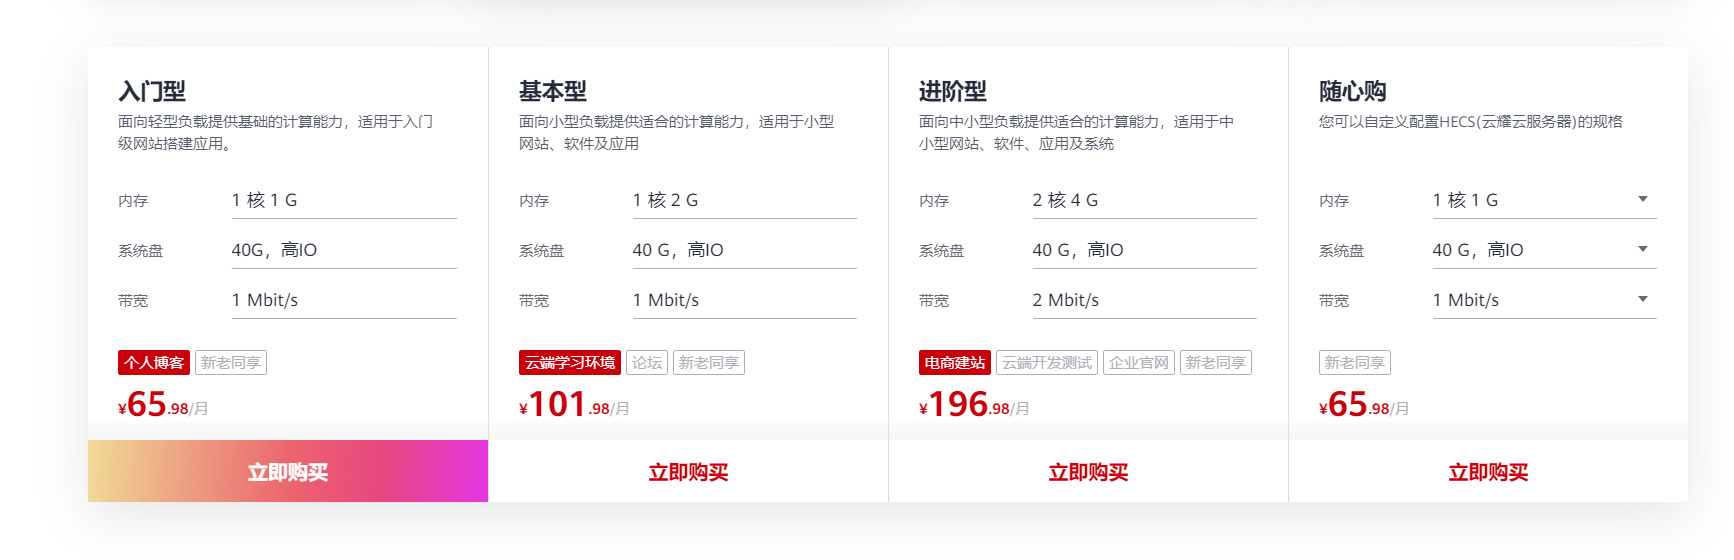 入门型
面向轻型负载提供基础的计算能力，适用于入门
级网站搭建应用。
内存 1 核 1 G
系统盘 40G，高IO
带宽 1 Mbit/s
个人博客 新老同享
¥65.98/月
立即购买
基本型
面向小型负载提供适合的计算能力，适用于小型
网站、软件及应用
内存 1 核 2 G
系统盘 40 G，高IO
带宽 1 Mbit/s
云端学习环境 论坛 新老同享
¥101.98/月
立即购买
进阶型
面向中小型负载提供适合的计算能力，适用于中
小型网站、软件、应用及系统
内存 2 核 4 G
系统盘 40 G，高IO
带宽 2 Mbit/s
电商建站 云端开发测试 企业官网 新老同享
¥196.98/月
立即购买
随心购
您可以自定义配置HECS(云耀云服务器)的规格
内存 1 核 1 G
系统盘 40 G，高IO
带宽 1 Mbit/s
新老同享
¥65.98/月
立即购买